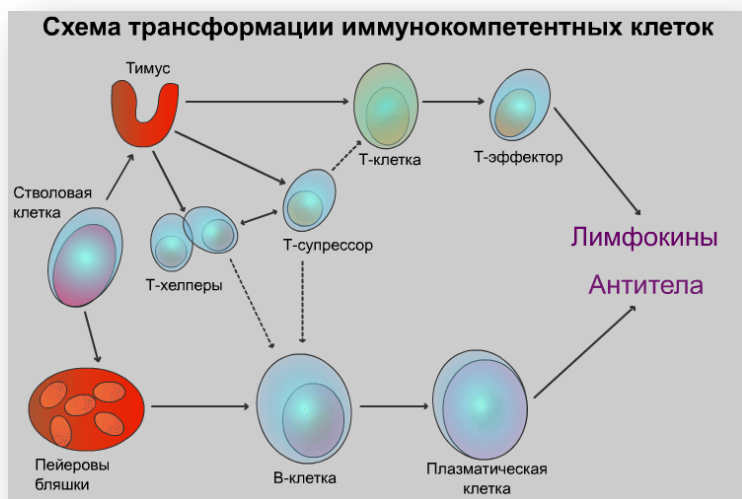 Схема трансформации иммунокомпетентных клеток
Тимус
Т-клетка
Т-эффектор
Стволовая
клетка
Т-хелперы
Т-супрессор
Лимфокины
Антитела
Пейеровы
бляшки
В-клетка
Плазматическая
клетка